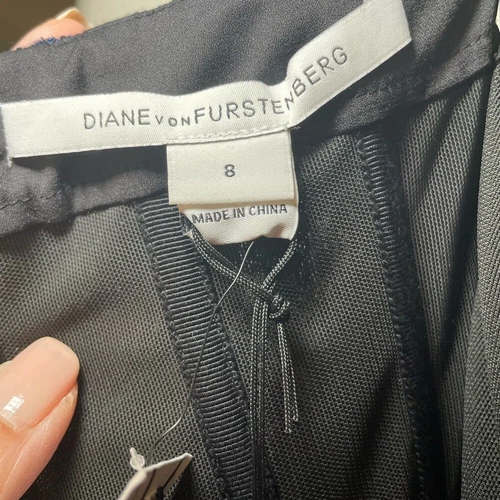 DIANE VON FURSTENBERG
8
MADE IN CHINA